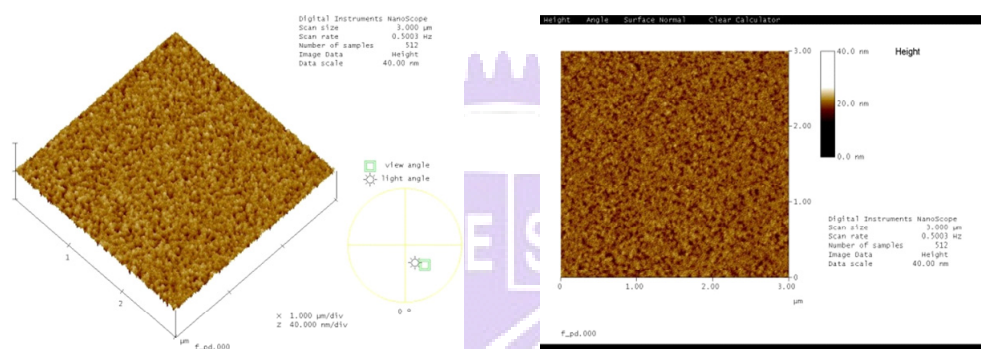 Digital Instruments NanoScope
Scan size 3.000 µm
Scan rate 0.5003 Hz
Number of samples 512
Image Data Height
Data scale 40.00 nm
view angle
light angle
1
2
µm
X 1.000 µm/div
Z 40.000 nm/div
0 °
f_pd.000
E S
Height Angle Surface Normal Clear Calculator
3.00
2.00
1.00
0
0 1.00 2.00 3.00
µm
40.0 nm
20.0 nm
0.0 nm
Height
Digital Instruments NanoScope
Scan size 3.000 µm
Scan rate 0.5003 Hz
Number of samples 512
Image Data Height
Data scale 40.00 nm
f_pd.000